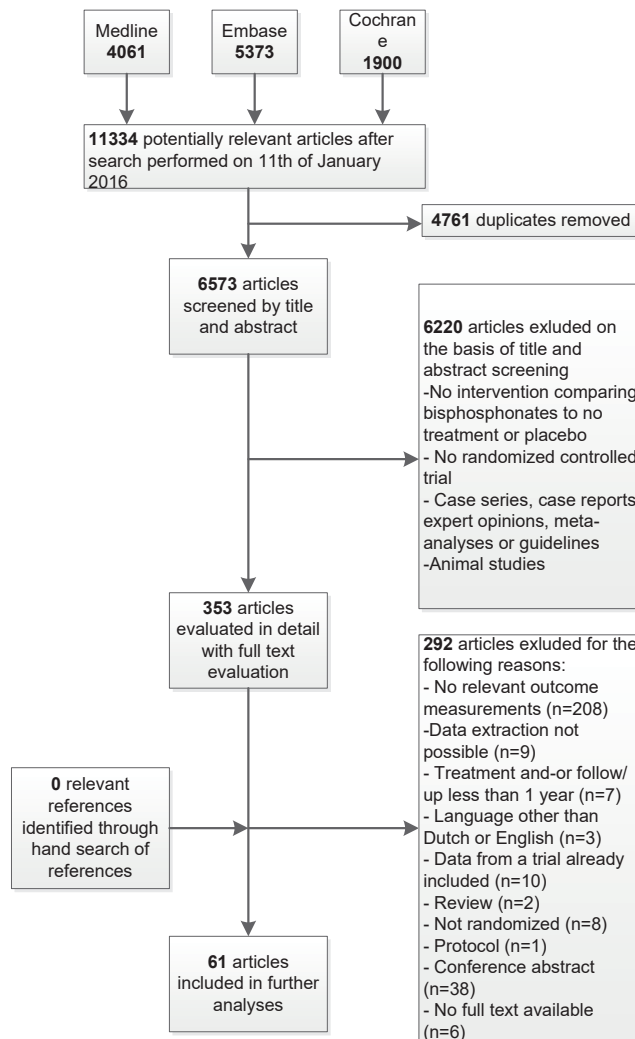 Medline
4061
Embase
5373
Cochran
e
1900
11334 potentially relevant articles after
search performed on 11th of January
2016
4761 duplicates removed
6573 articles
screened by title
and abstract
6220 articles exluded on
the basis of title and
abstract screening
-No intervention comparing
bisphosphonates to no
treatment or placebo
- No randomized controlled
trial
- Case series, case reports
expert opinions, meta-
analyses or guidelines
-Animal studies
353 articles
evaluated in detail
with full text
evaluation
292 articles exluded for the
following reasons:
- No relevant outcome
measurements (n=208)
-Data extraction not
possible (n=9)
- Treatment and-or follow/
up less than 1 year (n=7)
- Language other than
Dutch or English (n=3)
- Data from a trial already
included (n=10)
- Review (n=2)
- Not randomized (n=8)
- Protocol (n=1)
- Conference abstract
(n=38)
- No full text available
(n=6)
0 relevant
references
identified through
hand search of
references
61 articles
included in further
analyses